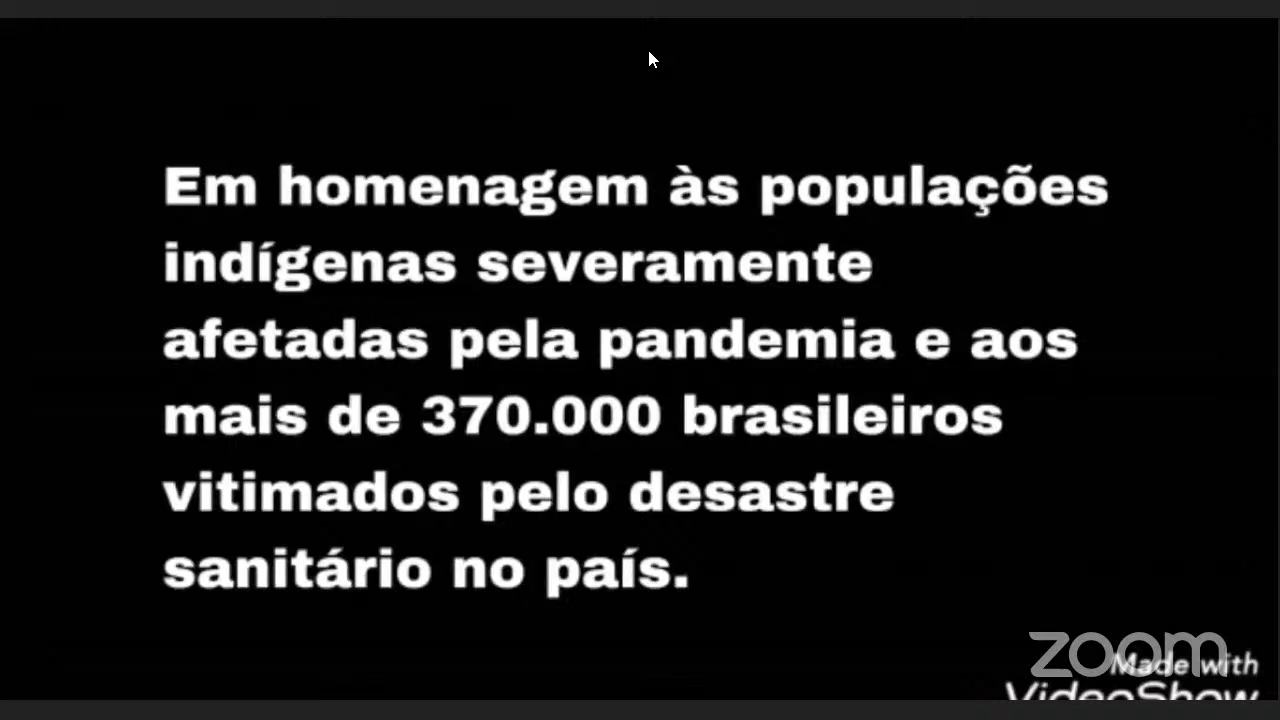 Em homenagem às populações
indígenas severamente
afetadas pela pandemia e aos
mais de 370.000 brasileiros
vitimados pelo desastre
sanitário no país.
zoom
Made with
VideoShow